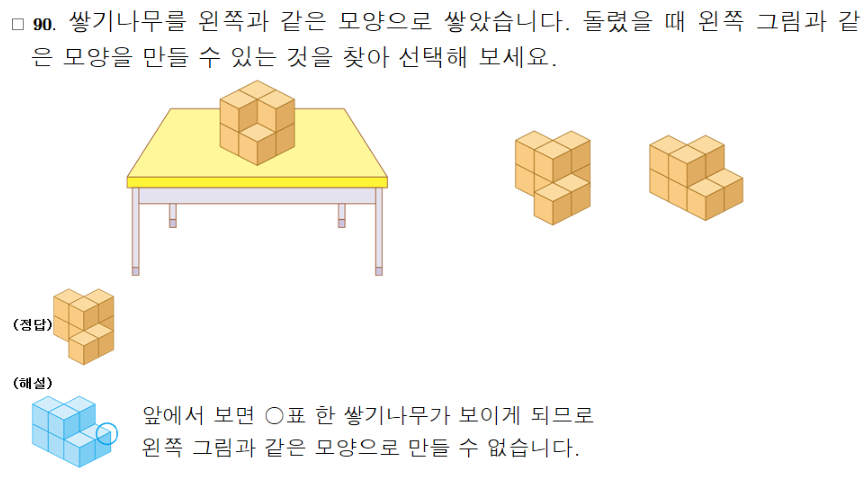 □ 90. 쌓기나무를 왼쪽과 같은 모양으로 쌓았습니다. 돌렸을 때 왼쪽 그림과 같
은 모양을 만들 수 있는 것을 찾아 선택해 보세요.
(정답)
(해설)
앞에서 보면 ○표 한 쌓기나무가 보이게 되므로
왼쪽 그림과 같은 모양으로 만들 수 없습니다.